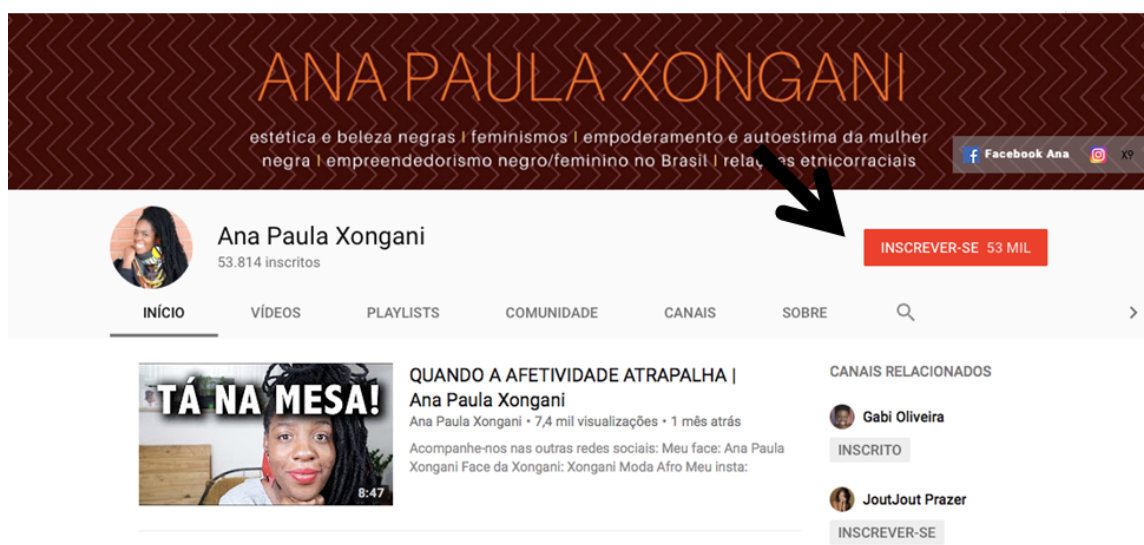 ANA PAULA XONGANI
estética e beleza negras | feminismos | empoderamento e autoestima da mulher
negra | empreendedorismo negro/feminino no Brasil | relações etnicorraciais
Facebook Ana
Ana Paula Xongani
53.814 inscritos
INSCREVER-SE 53 MIL
INÍCIO VÍDEOS PLAYLISTS COMUNIDADE CANAIS SOBRE
TÁ NA MESA!
8:47
QUANDO A AFETIVIDADE ATRAPALHA |
Ana Paula Xongani
Ana Paula Xongani • 7,4 mil visualizações • 1 mês atrás
Acompanhe-nos nas outras redes sociais: Meu face: Ana Paula
Xongani Face da Xongani: Xongani Moda Afro Meu insta:
CANAIS RELACIONADOS
Gabi Oliveira
INSCRITO
JoutJout Prazer
INSCREVER-SE